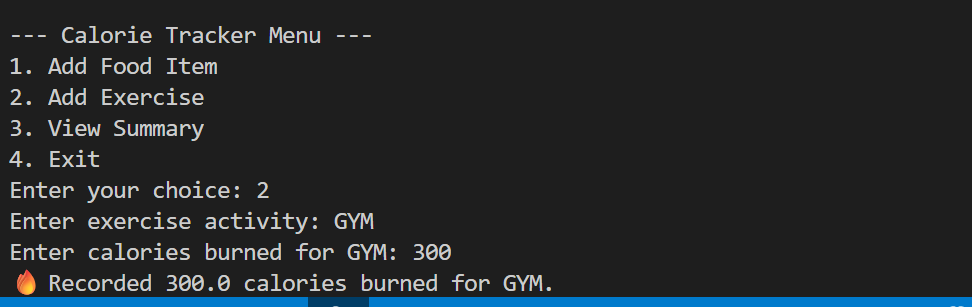 --- Calorie Tracker Menu ---
1. Add Food Item
2. Add Exercise
3. View Summary
4. Exit
Enter your choice: 2
Enter exercise activity: GYM
Enter calories burned for GYM: 300
🔥 Recorded 300.0 calories burned for GYM.